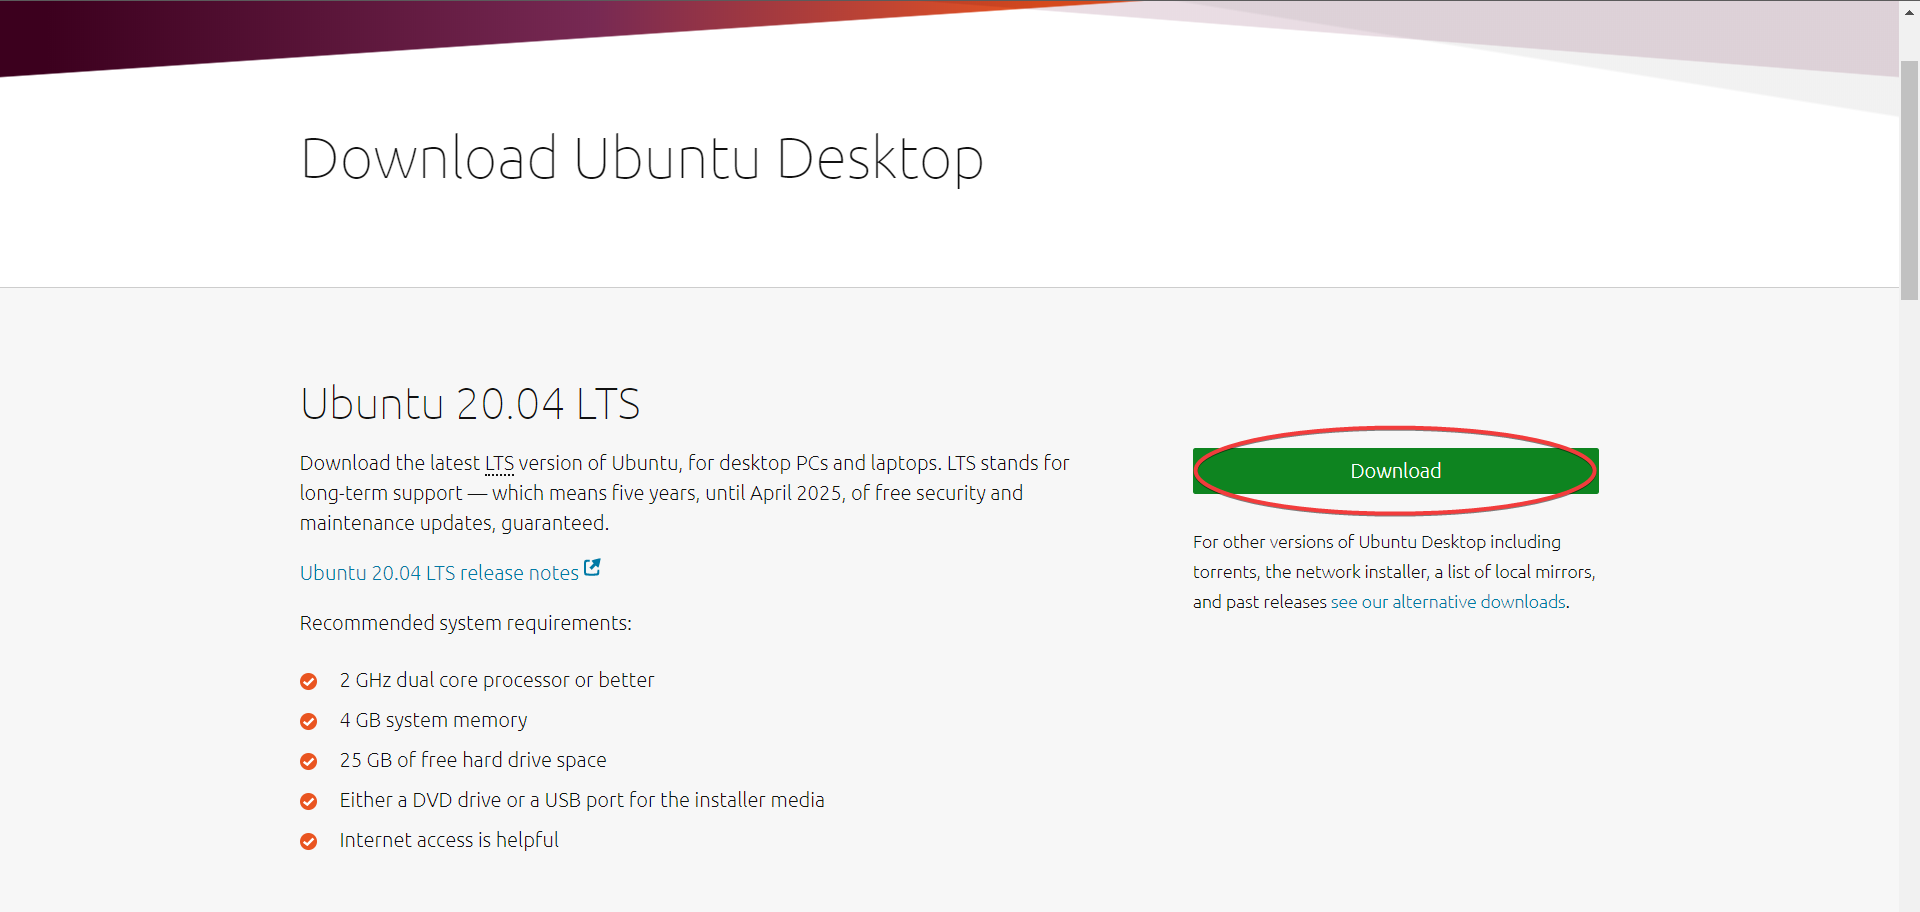 Download Ubuntu Desktop
Ubuntu 20.04 LTS
Download the latest LTS version of Ubuntu, for desktop PCs and laptops. LTS stands for
long-term support — which means five years, until April 2025, of free security and
maintenance updates, guaranteed.
Ubuntu 20.04 LTS release notes
Recommended system requirements:
2 GHz dual core processor or better
4 GB system memory
25 GB of free hard drive space
Either a DVD drive or a USB port for the installer media
Internet access is helpful
Download
For other versions of Ubuntu Desktop including
torrents, the network installer, a list of local mirrors,
and past releases see our alternative downloads.